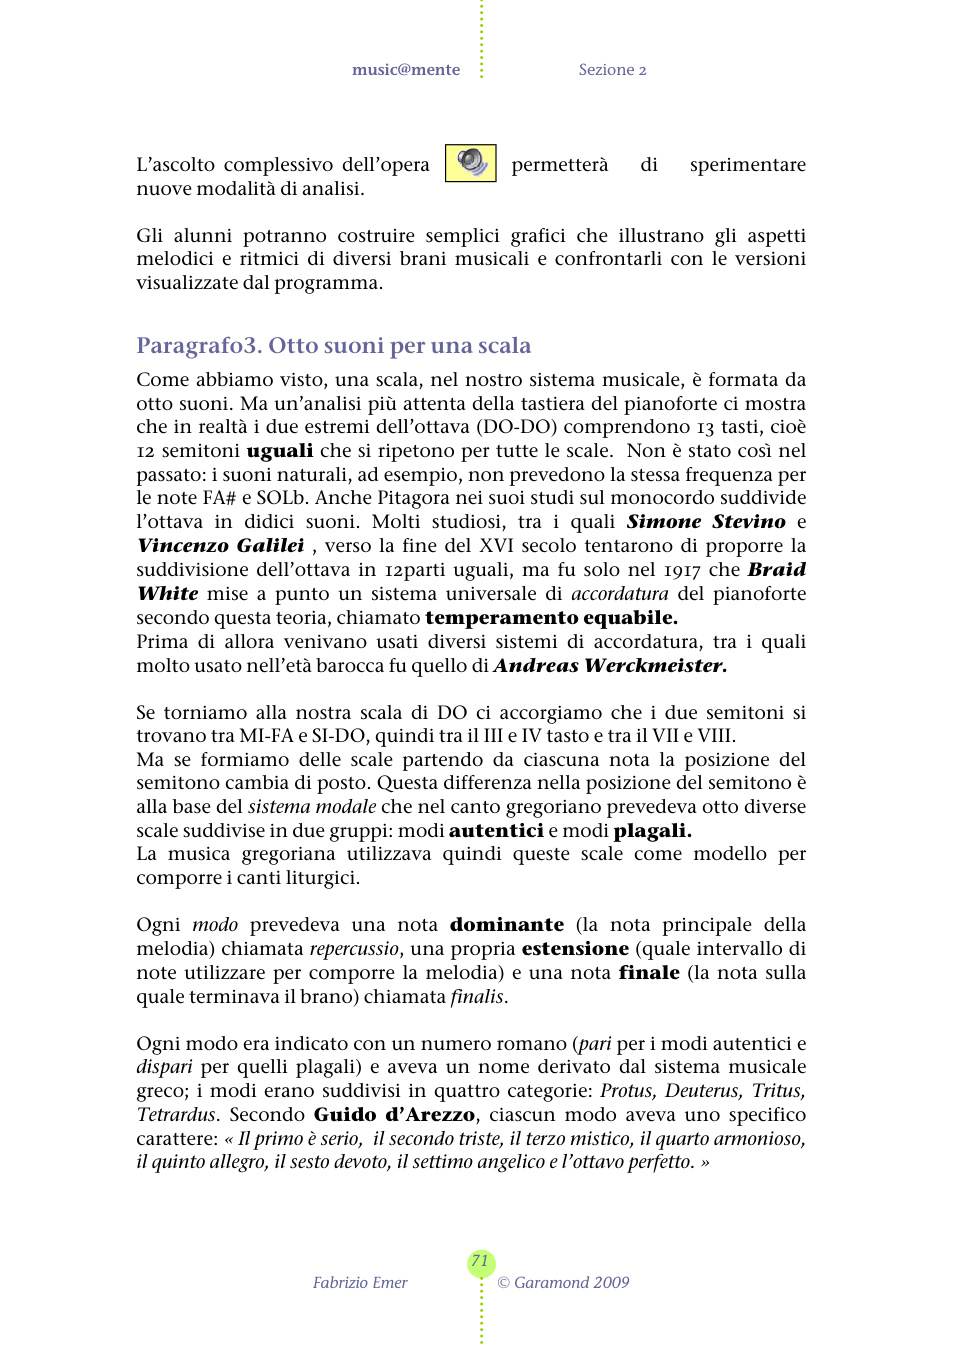 music@mente
Sezione 2
L’ascolto complessivo dell’opera permetterà di sperimentare
nuove modalità di analisi.
Gli alunni potranno costruire semplici grafici che illustrano gli aspetti
melodici e ritmici di diversi brani musicali e confrontarli con le versioni
visualizzate dal programma.
Paragrafo3. Otto suoni per una scala
Come abbiamo visto, una scala, nel nostro sistema musicale, è formata da
otto suoni. Ma un’analisi più attenta della tastiera del pianoforte ci mostra
che in realtà i due estremi dell’ottava (DO-DO) comprendono 13 tasti, cioè
12 semitoni uguali che si ripetono per tutte le scale. Non è stato così nel
passato: i suoni naturali, ad esempio, non prevedono la stessa frequenza per
le note FA# e SOLb. Anche Pitagora nei suoi studi sul monocordo suddivide
l’ottava in didici suoni. Molti studiosi, tra i quali Simone Stevino e
Vincenzo Galilei , verso la fine del XVI secolo tentarono di proporre la
suddivisione dell’ottava in 12parti uguali, ma fu solo nel 1917 che Braid
White mise a punto un sistema universale di accordatura del pianoforte
secondo questa teoria, chiamato temperamento equabile.
Prima di allora venivano usati diversi sistemi di accordatura, tra i quali
molto usato nell’età barocca fu quello di Andreas Werckmeister.
Se torniamo alla nostra scala di DO ci accorgiamo che i due semitoni si
trovano tra MI-FA e SI-DO, quindi tra il III e IV tasto e tra il VII e VIII.
Ma se formiamo delle scale partendo da ciascuna nota la posizione del
semitono cambia di posto. Questa differenza nella posizione del semitono è
alla base del sistema modale che nel canto gregoriano prevedeva otto diverse
scale suddivise in due gruppi: modi autentici e modi plagali.
La musica gregoriana utilizzava quindi queste scale come modello per
comporre i canti liturgici.
Ogni modo prevedeva una nota dominante (la nota principale della
melodia) chiamata repercussio, una propria estensione (quale intervallo di
note utilizzare per comporre la melodia) e una nota finale (la nota sulla
quale terminava il brano) chiamata finalis.
Ogni modo era indicato con un numero romano (pari per i modi autentici e
dispari per quelli plagali) e aveva un nome derivato dal sistema musicale
greco; i modi erano suddivisi in quattro categorie: Protus, Deuterus, Tritus,
Tetrardus. Secondo Guido d’Arezzo, ciascun modo aveva uno specifico
carattere: « Il primo è serio, il secondo triste, il terzo mistico, il quarto armonioso,
il quinto allegro, il sesto devoto, il settimo angelico e l’ottavo perfetto. »
71
Fabrizio Emer
© Garamond 2009